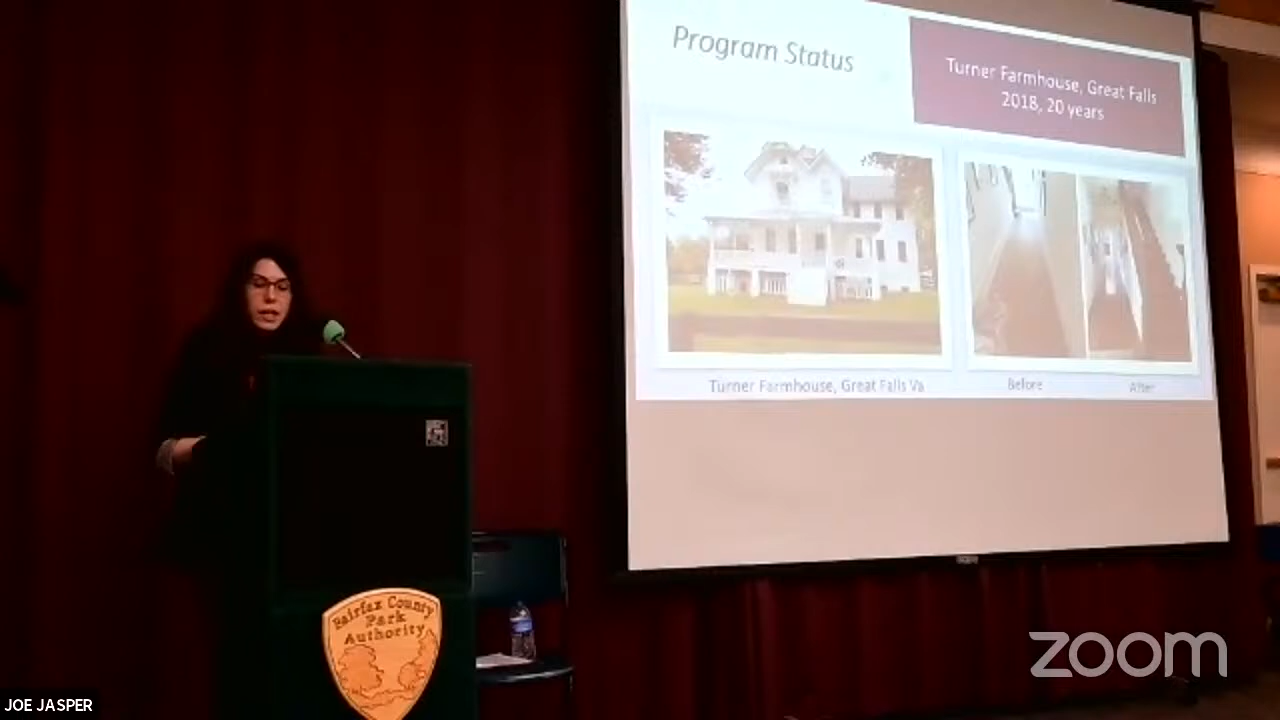 Program Status
Turner Farmhouse, Great Falls
2018, 20 years
Turner Farmhouse, Great Falls Va
Before
After
Fairfax County
Park
Authority
zoom
JOE JASPER